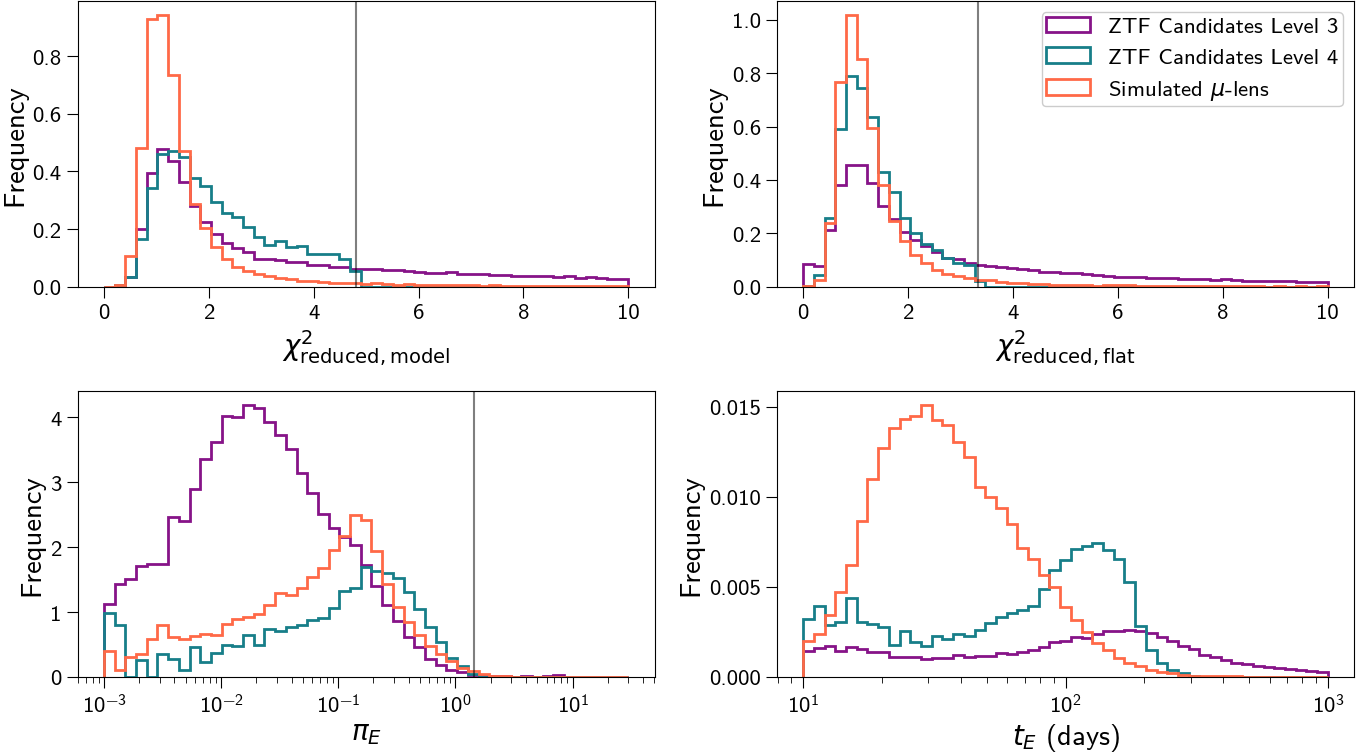 Frequency
0.8
0.6
0.4
0.2
0.0
0 2 4 6 8 10
χ²reduced, model
Frequency
1.0
0.8
0.6
0.4
0.2
0.0
0 2 4 6 8 10
χ²reduced, flat
ZTF Candidates Level 3
ZTF Candidates Level 4
Simulated μ-lens
Frequency
4
3
2
1
0
10⁻³ 10⁻² 10⁻¹ 10⁰ 10¹
π_E
Frequency
0.015
0.010
0.005
0.000
10¹ 10² 10³
t_E (days)